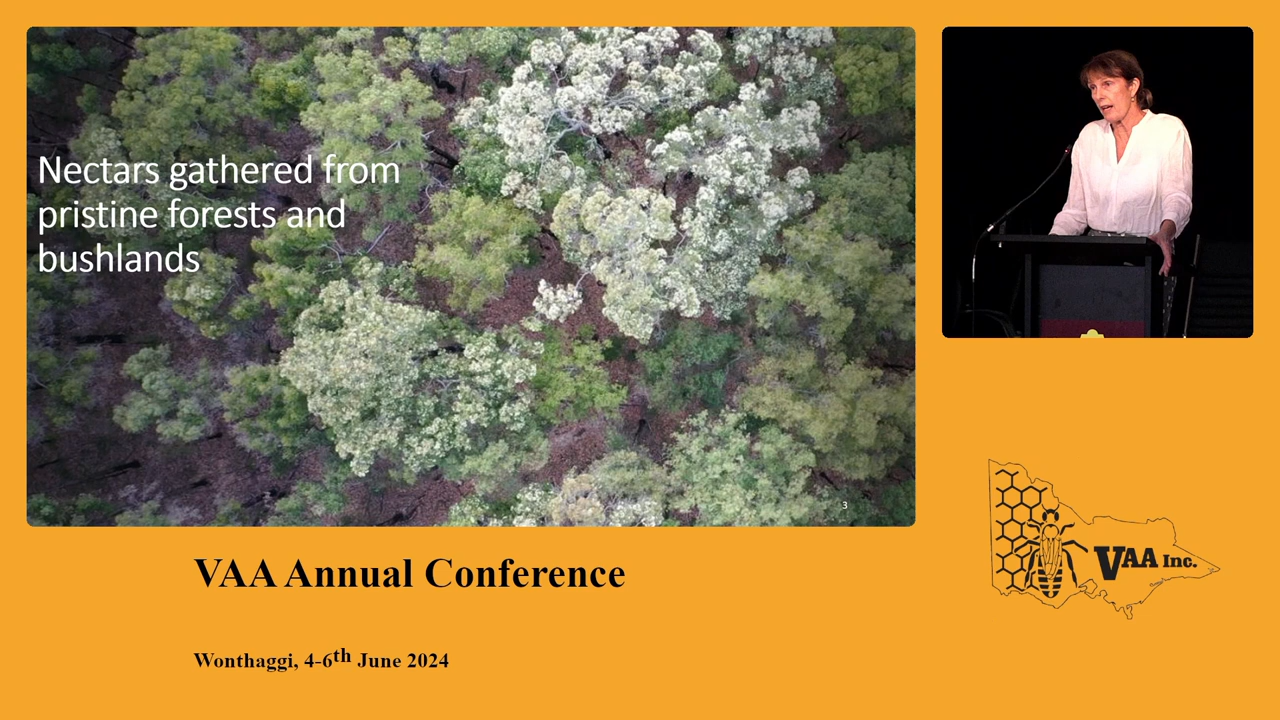 Nectars gathered from
pristine forests and
bushlands
3
VAA Annual Conference
VAA Inc.
Wonthaggi, 4-6th June 2024